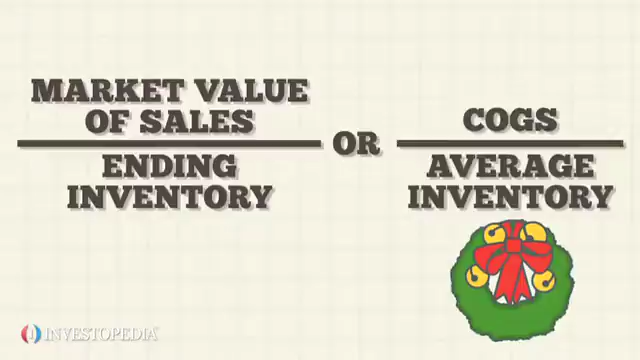 MARKET VALUE
OF SALES
ENDING
INVENTORY
OR
COGS
AVERAGE
INVENTORY
INVESTOPEDIA